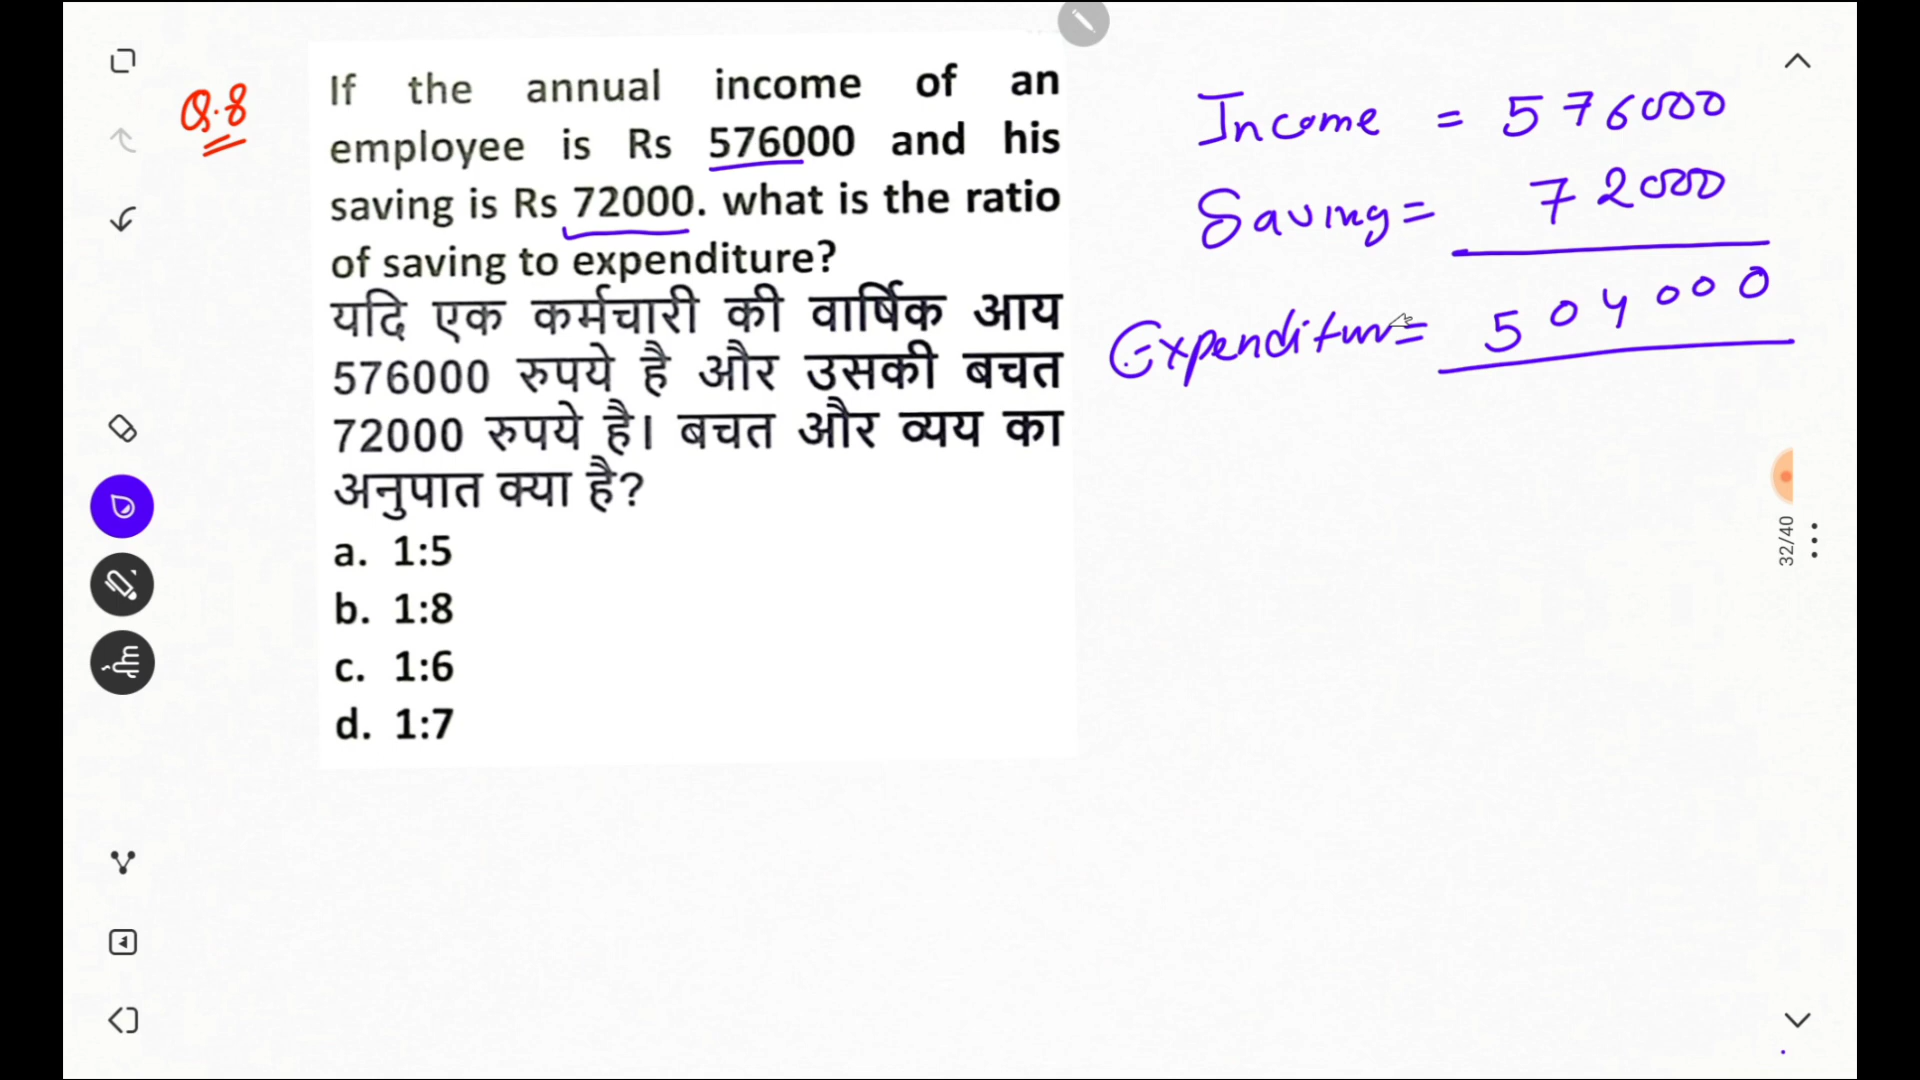 Q.8
If the annual income of an
employee is Rs 576000 and his
saving is Rs 72000. what is the ratio
of saving to expenditure?
यदि एक कर्मचारी की वार्षिक आय
576000 रुपये है और उसकी बचत
72000 रुपये है। बचत और व्यय का
अनुपात क्या है?
a. 1:5
b. 1:8
c. 1:6
d. 1:7
Income = 576000
Saving = 72000
Expenditur= 504000
32/40